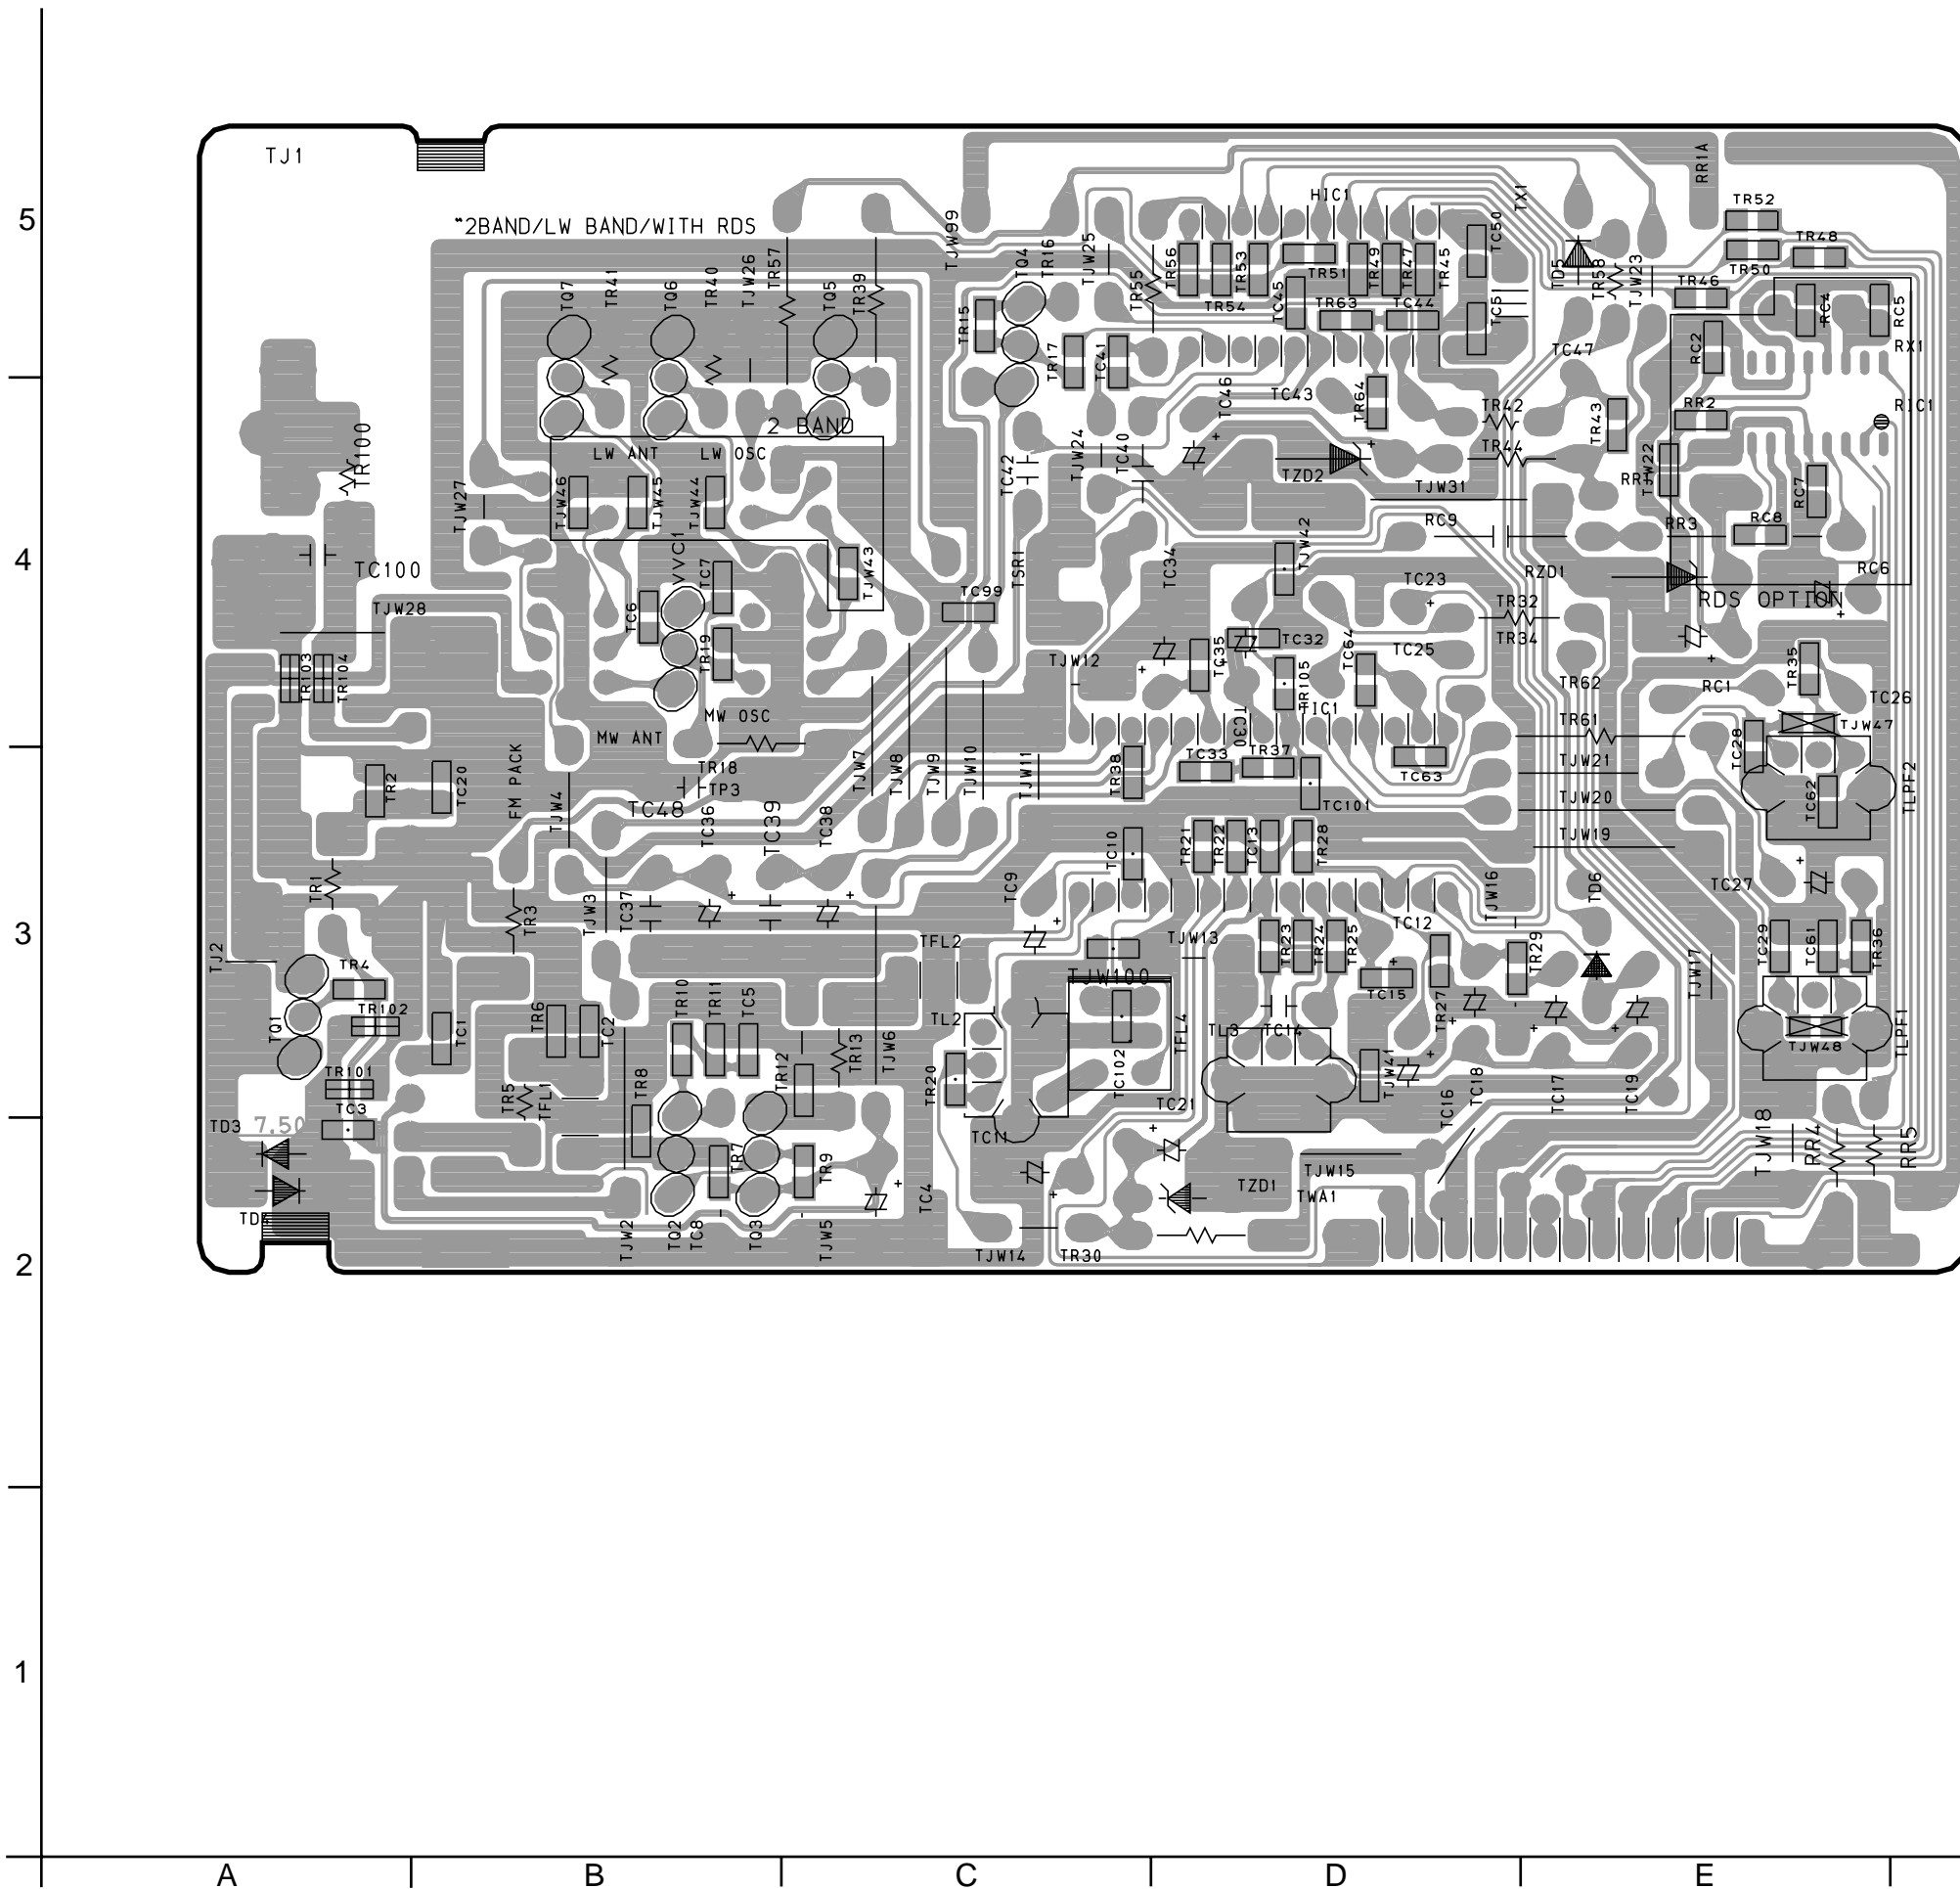 TJ1
RR1A
5
"2BAND/LW BAND/WITH RDS
HIC1
TX1
TR52
TJW99
TC50
TR48
TR57
TQ4
TR16
TJW25
TR56
TR53
TR51
TR49
TR47
TR45
TD5
TR58
TJW23
TR50
TR46
TQ7
TR41
TQ6
TR40
TJW26
TQ5
TR39
TR15
TR55
TR54
TC45
TR63
TC44
TC51
RC4
RC5
RC2
RX1
TR17
TC41
TC47
TC46
TC43
TR64
TR42
TR43
RR2
RIC1
TR100
2 BAND
LW ANT
LW OSC
TC42
TJW24
TC40
TZD2
TR44
TJW22
RR1
TJW27
TJW46
TJW45
TJW44
TJW31
RC7
RC9
RR3
RC8
4
TC100
VVC1
TC7
TJW43
TSR1
TC34
TJW42
TC23
RZD1
RC6
TJW28
TC6
TC99
TR32
RDS OPTION
TR19
TC35
TC32
TC64
TC25
TR34
TR103
TR104
TJW12
TR105
TR62
RC1
TR35
TC26
MW OSC
TIC1
TC30
TR61
TJW47
MW ANT
FM PACK
TJW7
TJW8
TJW9
TJW10
TJW11
TC33
TR37
TC28
TR2
TC20
TR18
TP3
TR38
TC63
TJW21
TLPF2
TJW4
TC48
TC36
TC39
TC38
TC101
TJW20
TC62
TC10
TR21
TR22
TC13
TR28
TJW19
TR1
TC9
TJW16
TD6
TC27
3
TR3
TJW3
TC37
TC12
TJ2
TFL2
TJW13
TR23
TR24
TR25
TR29
TJW17
TC29
TC61
TR36
TR4
TJW100
TC15
TR102
TR10
TR11
TC5
TR27
TQ1
TC1
TR6
TC2
TL2
TFL4
TL3
TC14
TLPF1
TR12
TR13
TJW6
TJW48
TR101
TR5
TFL1
TR8
TR20
TC102
TJW41
TC3
TC21
TC16
TC18
TC17
TC19
TD3
7.50
TC11
TJW18
RR4
RR5
TR7
TR9
TJW15
TC4
TZD1
TWA1
TD4
TJW2
TQ2
TC8
TQ3
TJW5
2
TJW14
TR30
1
A
B
C
D
E